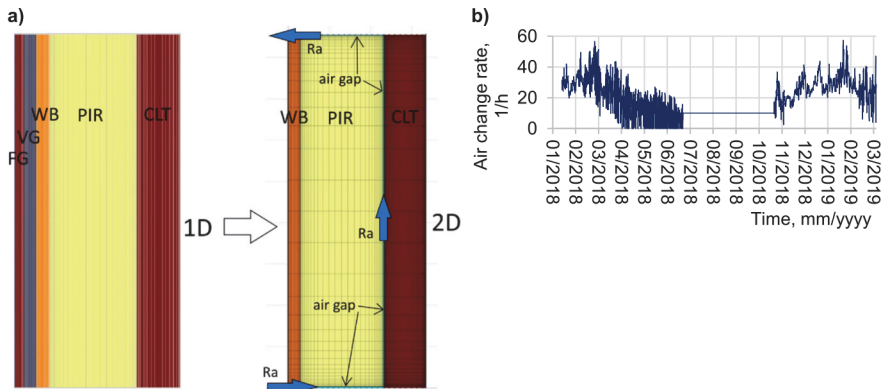 a)
Ra
air gap
WB
PIR
CLT
VG
FG
WB
PIR
CLT
1D
2D
Ra
air gap
Ra
b)
Air change rate,
1/h
60
40
20
0
01/2018
02/2018
03/2018
04/2018
05/2018
06/2018
07/2018
08/2018
09/2018
10/2018
11/2018
12/2018
01/2019
02/2019
03/2019
Time, mm/yyyy